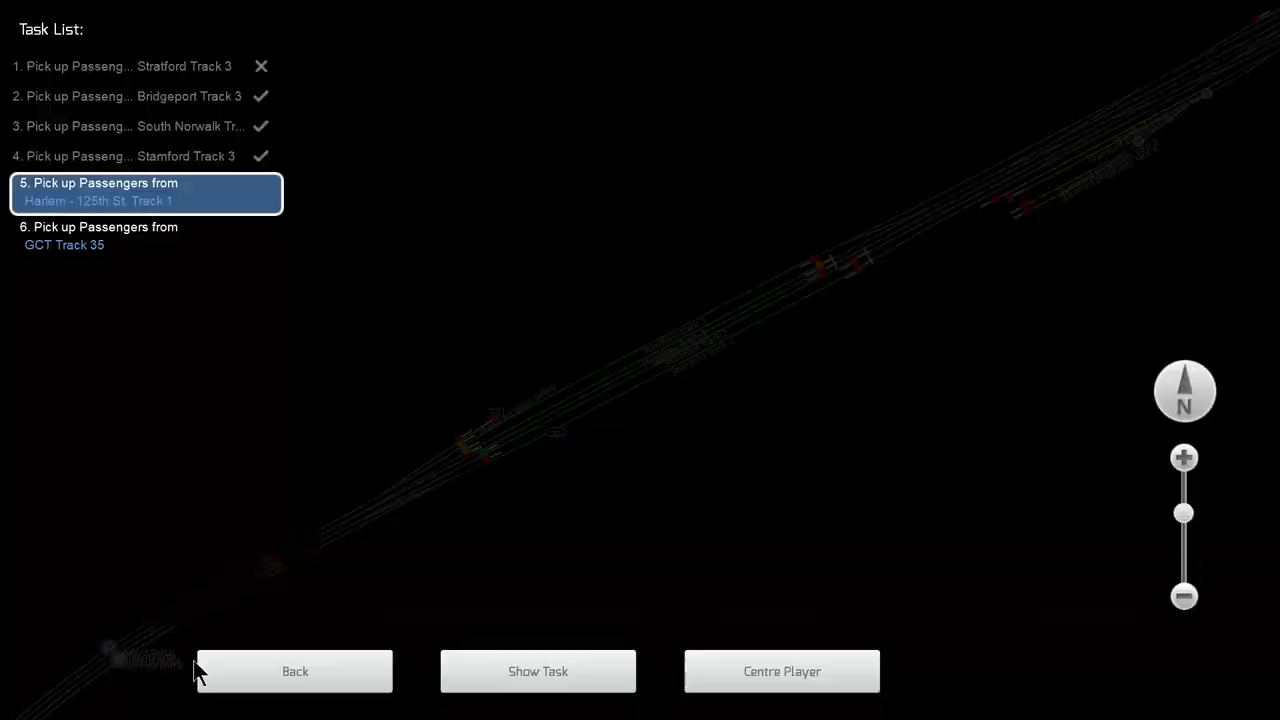 Task List:
1. Pick up Passeng... Stratford Track 3
2. Pick up Passeng... Bridgeport Track 3
3. Pick up Passeng... South Norwalk Tr...
4. Pick up Passeng... Stamford Track 3
5. Pick up Passengers from
Harlem - 125th St. Track 1
6. Pick up Passengers from
GCT Track 35
N
Back
Show Task
Centre Player